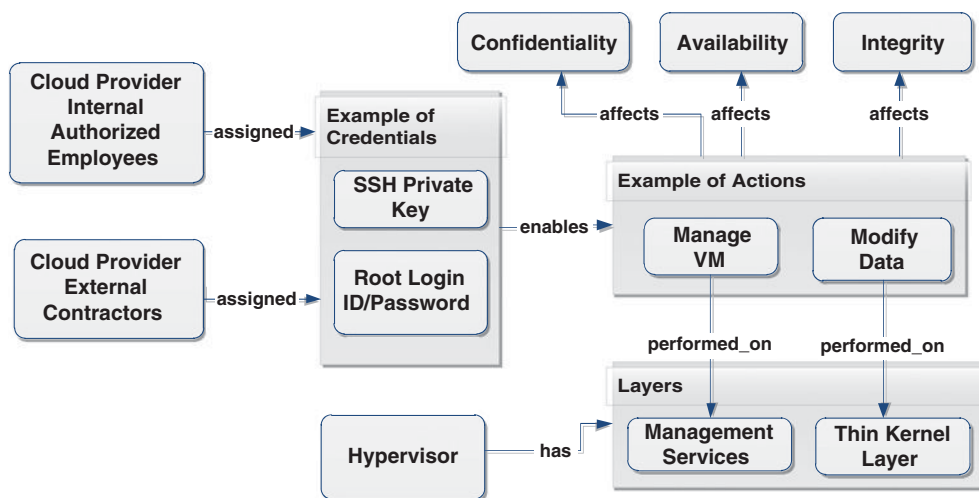 Confidentiality
Availability
Integrity
Cloud Provider
Internal
Authorized
Employees
assigned
Example of
Credentials
affects
affects
affects
SSH Private
Key
enables
Example of Actions
Manage
VM
Modify
Data
Cloud Provider
External
Contractors
assigned
Root Login
ID/Password
performed_on
performed_on
Layers
Hypervisor
has
Management
Services
Thin Kernel
Layer